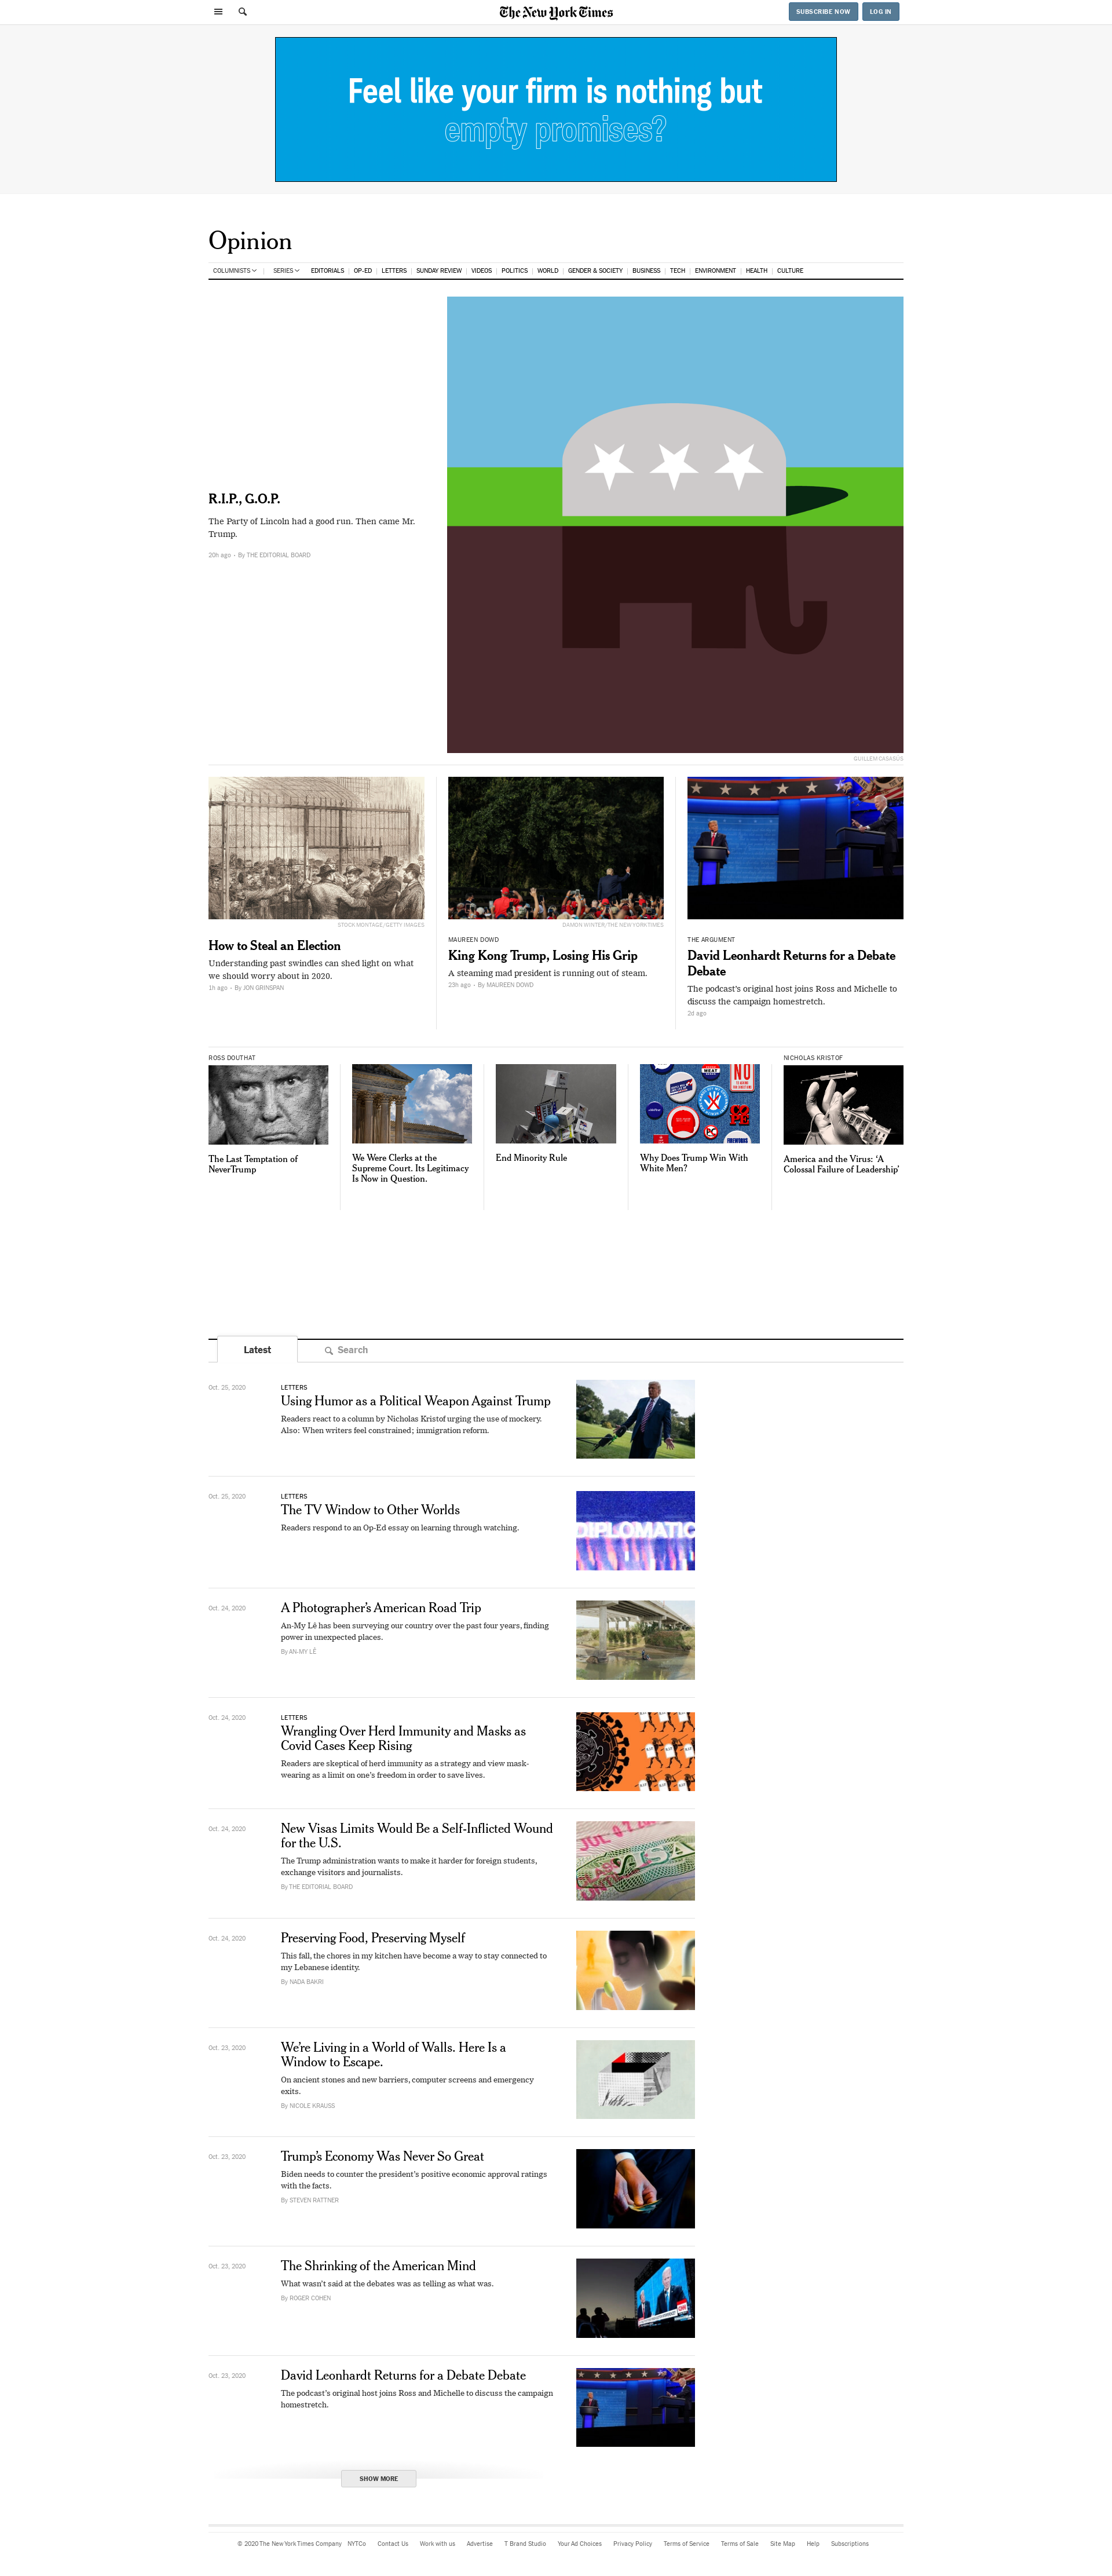 The New York Times
SUBSCRIBE NOW
LOG IN
Feel like your firm is nothing but
empty promises?
Opinion
COLUMNISTS
SERIES
EDITORIALS
OP-ED
LETTERS
SUNDAY REVIEW
VIDEOS
POLITICS
WORLD
GENDER & SOCIETY
BUSINESS
TECH
ENVIRONMENT
HEALTH
CULTURE
R.I.P., G.O.P.
The Party of Lincoln had a good run. Then came Mr.
Trump.
20h ago • By THE EDITORIAL BOARD
GUILLEM CASASÚS
STOCK MONTAGE/GETTY IMAGES
How to Steal an Election
Understanding past swindles can shed light on what
we should worry about in 2020.
1h ago • By JON GRINSPAN
DAMON WINTER/THE NEW YORK TIMES
MAUREEN DOWD
King Kong Trump, Losing His Grip
A steaming mad president is running out of steam.
23h ago • By MAUREEN DOWD
THE ARGUMENT
David Leonhardt Returns for a Debate
Debate
The podcast’s original host joins Ross and Michelle to
discuss the campaign homestretch.
2d ago
ROSS DOUTHAT
The Last Temptation of
NeverTrump
We Were Clerks at the
Supreme Court. Its Legitimacy
Is Now in Question.
End Minority Rule
NO
FIREWORKS
Why Does Trump Win With
White Men?
NICHOLAS KRISTOF
America and the Virus: ‘A
Colossal Failure of Leadership’
Latest
Search
Oct. 25, 2020
LETTERS
Using Humor as a Political Weapon Against Trump
Readers react to a column by Nicholas Kristof urging the use of mockery.
Also: When writers feel constrained; immigration reform.
Oct. 25, 2020
LETTERS
The TV Window to Other Worlds
Readers respond to an Op-Ed essay on learning through watching.
DIPLOMATIC
Oct. 24, 2020
A Photographer’s American Road Trip
An-My Lê has been surveying our country over the past four years, finding
power in unexpected places.
By AN-MY LÊ
Oct. 24, 2020
LETTERS
Wrangling Over Herd Immunity and Masks as
Covid Cases Keep Rising
Readers are skeptical of herd immunity as a strategy and view mask-
wearing as a limit on one’s freedom in order to save lives.
Oct. 24, 2020
New Visas Limits Would Be a Self-Inflicted Wound
for the U.S.
The Trump administration wants to make it harder for foreign students,
exchange visitors and journalists.
By THE EDITORIAL BOARD
JUL
VISA
Oct. 24, 2020
Preserving Food, Preserving Myself
This fall, the chores in my kitchen have become a way to stay connected to
my Lebanese identity.
By NADA BAKRI
Oct. 23, 2020
We’re Living in a World of Walls. Here Is a
Window to Escape.
On ancient stones and new barriers, computer screens and emergency
exits.
By NICOLE KRAUSS
Oct. 23, 2020
Trump’s Economy Was Never So Great
Biden needs to counter the president’s positive economic approval ratings
with the facts.
By STEVEN RATTNER
Oct. 23, 2020
The Shrinking of the American Mind
What wasn’t said at the debates was as telling as what was.
By ROGER COHEN
CNN
Oct. 23, 2020
David Leonhardt Returns for a Debate Debate
The podcast’s original host joins Ross and Michelle to discuss the campaign
homestretch.
SHOW MORE
© 2020 The New York Times Company
NYTCo
Contact Us
Work with us
Advertise
T Brand Studio
Your Ad Choices
Privacy Policy
Terms of Service
Terms of Sale
Site Map
Help
Subscriptions